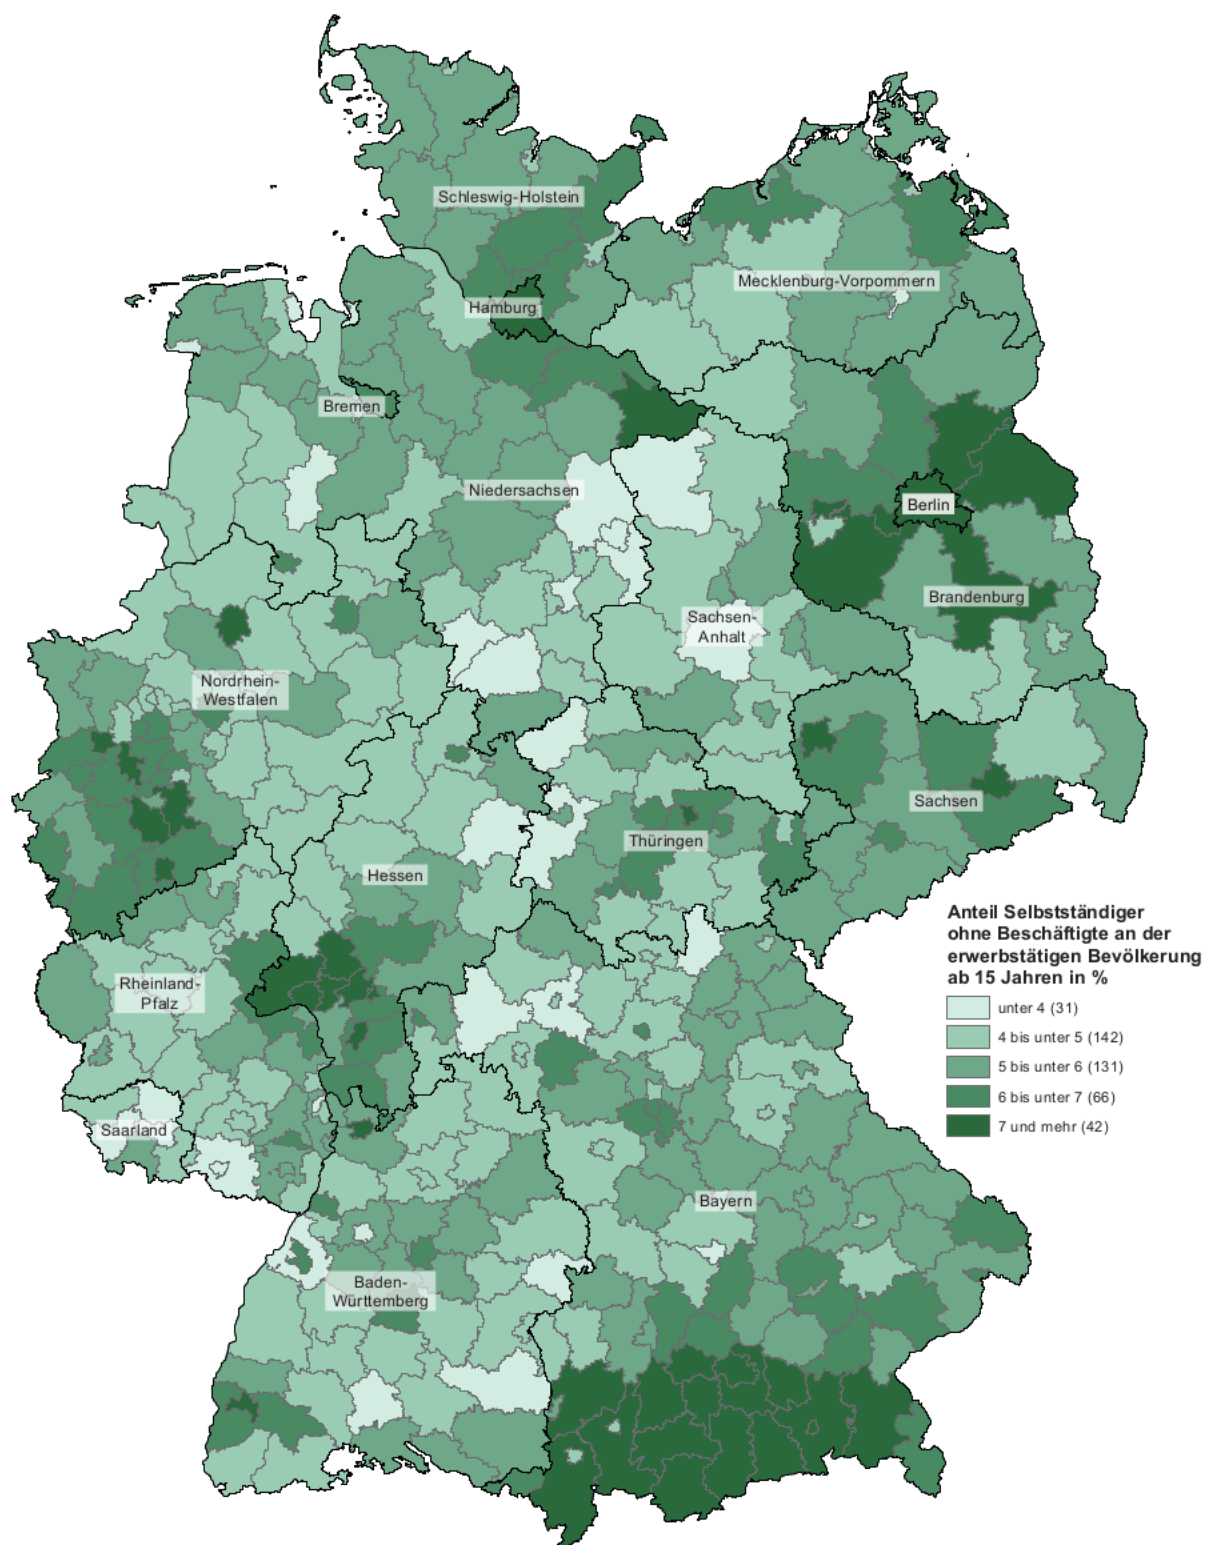 Schleswig-Holstein
Mecklenburg-Vorpommern
Hamburg
Bremen
Niedersachsen
Berlin
Brandenburg
Sachsen-
Anhalt
Nordrhein-
Westfalen
Sachsen
Thüringen
Hessen
Rheinland-
Pfalz
Saarland
Bayern
Baden-
Württemberg
Anteil Selbstständiger
ohne Beschäftigte an der
erwerbstätigen Bevölkerung
ab 15 Jahren in %
unter 4 (31)
4 bis unter 5 (142)
5 bis unter 6 (131)
6 bis unter 7 (66)
7 und mehr (42)